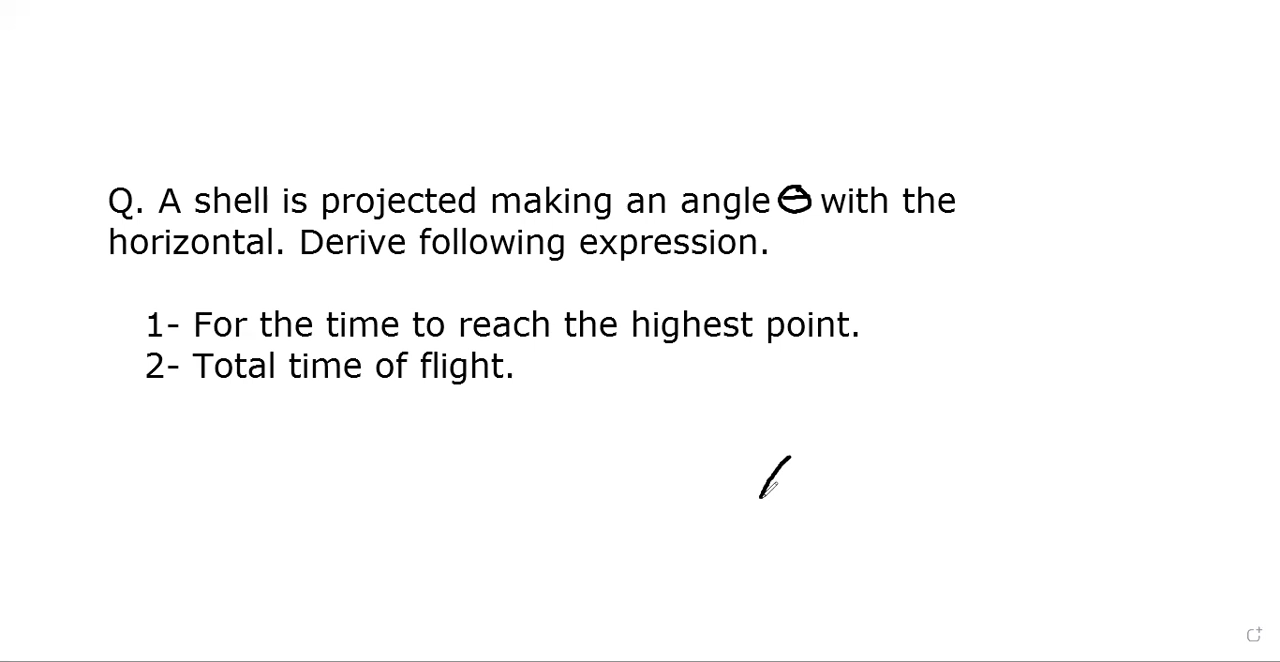 Q. A shell is projected making an angle θ with the
horizontal. Derive following expression.
1- For the time to reach the highest point.
2- Total time of flight.